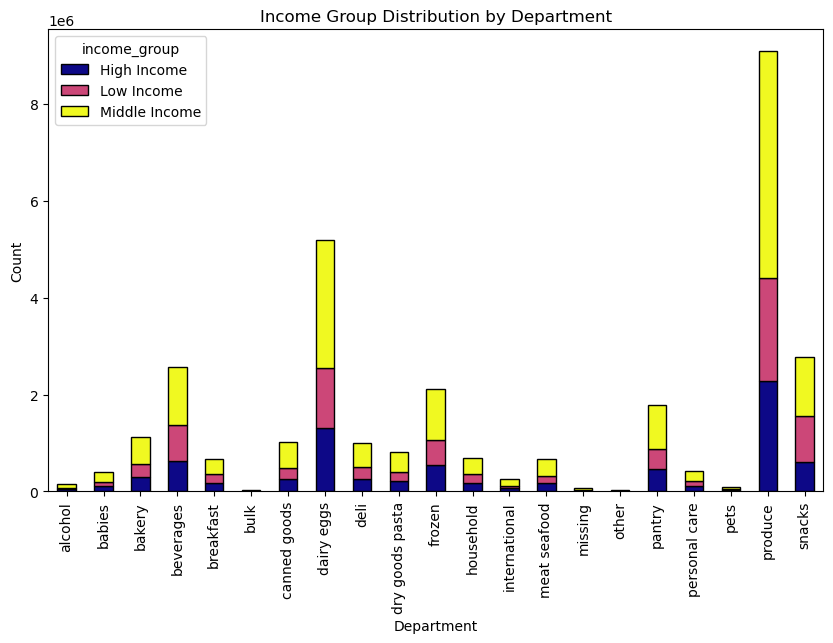 Income Group Distribution by Department
1e6
income_group
High Income
Low Income
Middle Income
8
6
4
2
0
Count
alcohol
babies
bakery
beverages
breakfast
bulk
canned goods
dairy eggs
deli
dry goods pasta
frozen
household
international
meat seafood
missing
other
pantry
personal care
pets
produce
snacks
Department